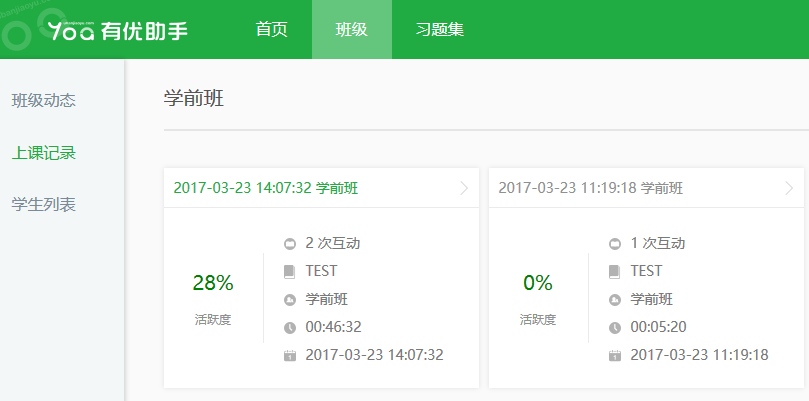 Yoa 有优助手
首页
班级
习题集
班级动态
上课记录
学生列表
学前班
2017-03-23 14:07:32 学前班
28%
活跃度
2 次互动
TEST
学前班
00:46:32
2017-03-23 14:07:32
2017-03-23 11:19:18 学前班
0%
活跃度
1 次互动
TEST
学前班
00:05:20
2017-03-23 11:19:18